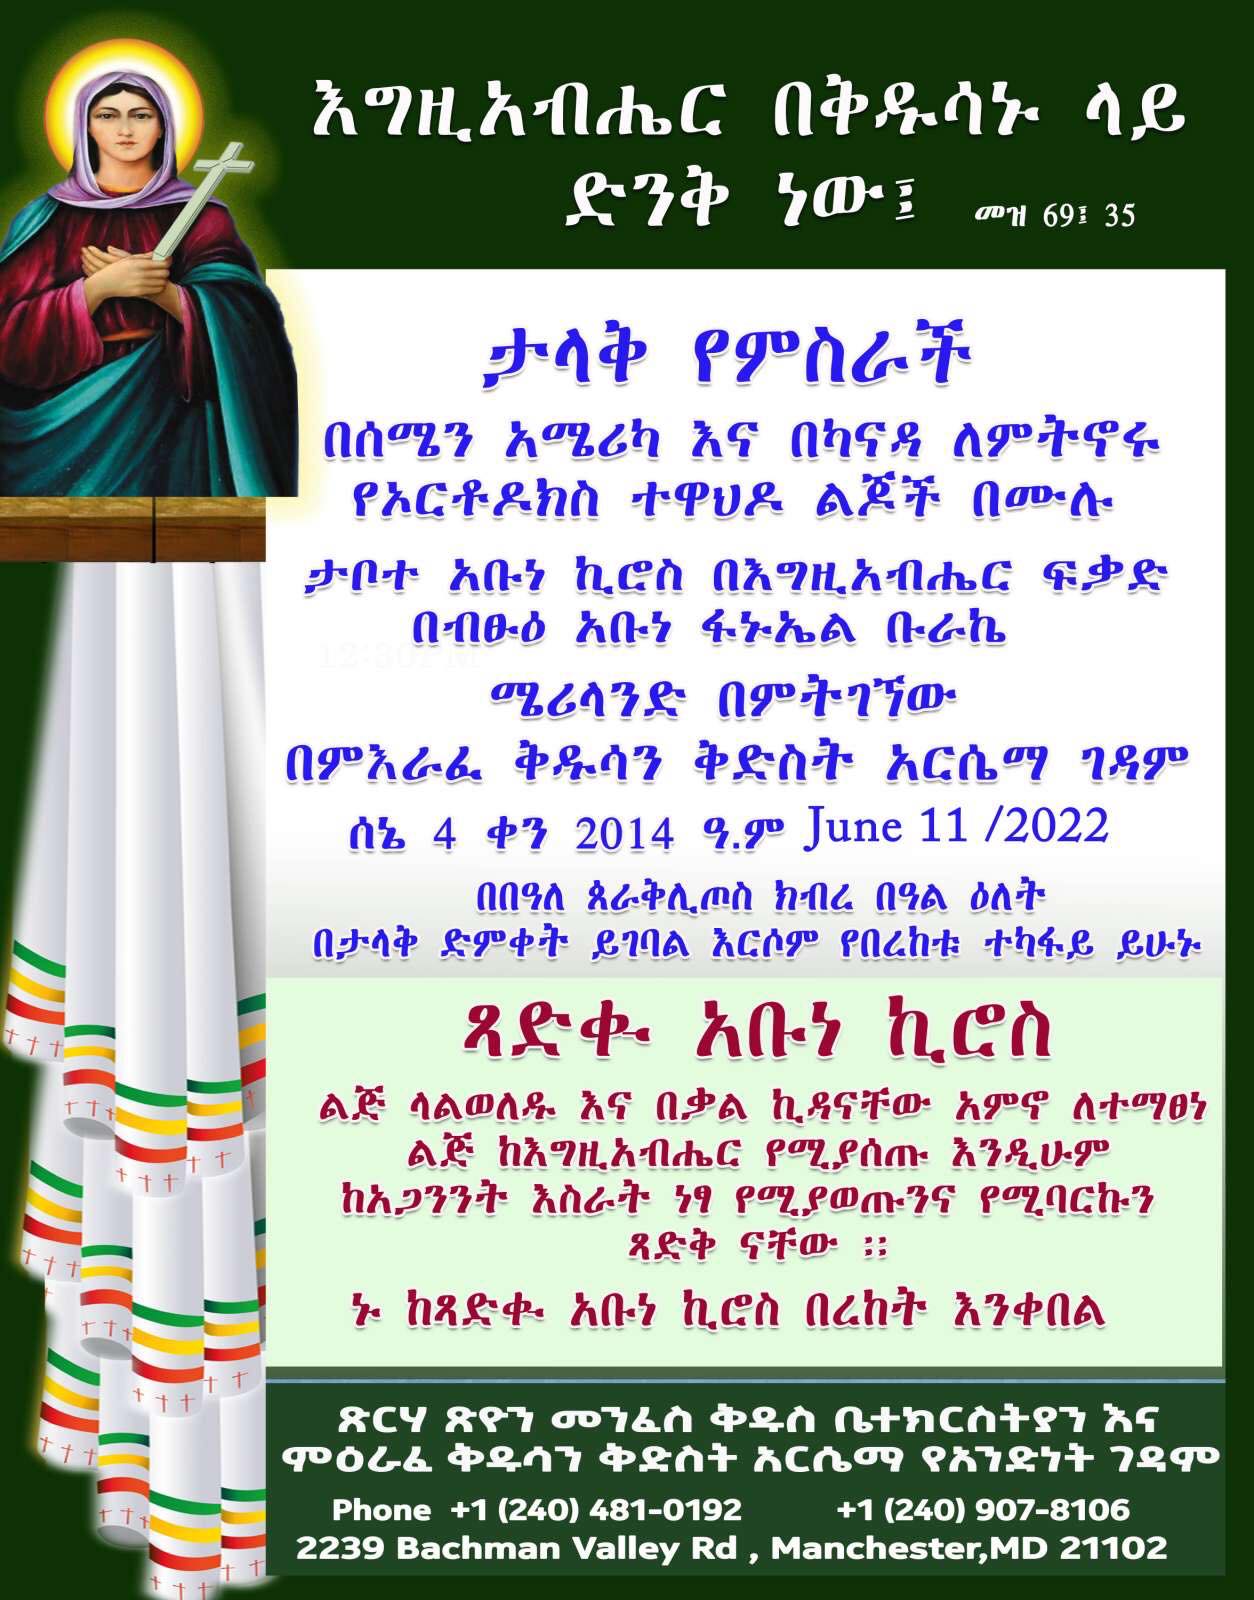 እግዚአብሔር በቅዱሳኑ ላይ
ድንቅ ነው፤ መዝ 69፤ 35
ታላቅ የምስራች
በሰሜን አሜሪካ እና በካናዳ ለምትኖሩ
የኦርቶዶክስ ተዋህዶ ልጆች በሙሉ
ታቦተ አቡነ ኪሮስ በእግዚአብሔር ፍቃድ
በብፁዕ አቡነ ፋኑኤል ቡራኬ
ሜሪላንድ በምትገኘው
በምእራፈ ቅዱሳን ቅድስት አርሴማ ገዳም
ሰኔ 4 ቀን 2014 ዓ.ም June 11 /2022
በበዓለ ጰራቅሊጦስ ክብረ በዓል ዕለት
በታላቅ ድምቀት ይገባል እርሶም የበረከቱ ተካፋይ ይሁኑ
ጻድቁ አቡነ ኪሮስ
ልጅ ላልወለዱ እና በቃል ኪዳናቸው አምኖ ለተማፀነ
ልጅ ከእግዚአብሔር የሚያሰጡ እንዲሁም
ከአጋንንት እስራት ነፃ የሚያወጡንና የሚባርኩን
ጻድቅ ናቸው ፡፡
ኑ ከጻድቁ አቡነ ኪሮስ በረከት እንቀበል
ጽርሃ ጽዮን መንፈስ ቅዱስ ቤተክርስትያን እና
ምዕራፈ ቅዱሳን ቅድስት አርሴማ የአንድነት ገዳም
Phone +1 (240) 481-0192 +1 (240) 907-8106
2239 Bachman Valley Rd , Manchester,MD 21102